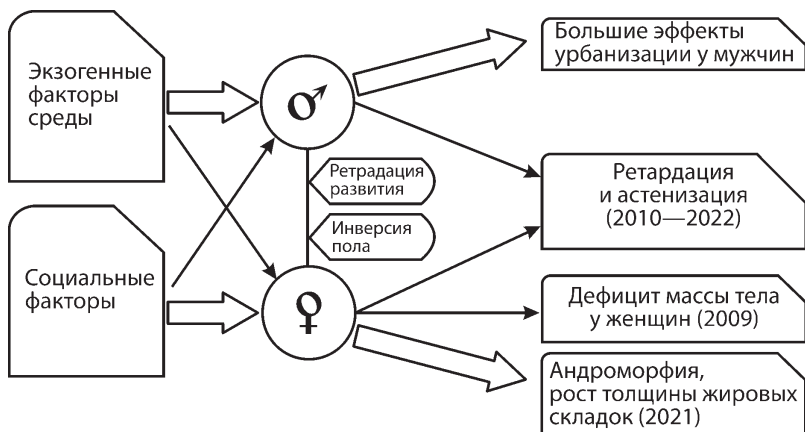 Экзогенные
факторы
среды
Социальные
факторы
♂
Ретрадация
развития
Инверсия
пола
♀
Большие эффекты
урбанизации у мужчин
Ретардация
и астенизация
(2010—2022)
Дефицит массы тела
у женщин (2009)
Андроморфия,
рост толщины жировых
складок (2021)